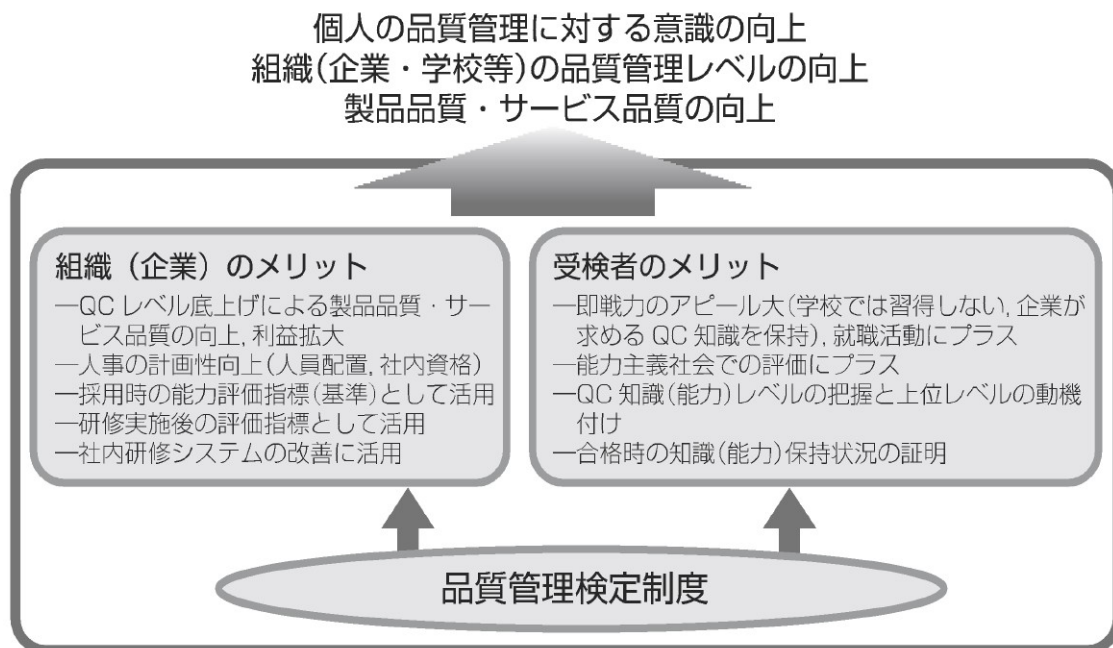 個人の品質管理に対する意識の向上
組織(企業・学校等)の品質管理レベルの向上
製品品質・サービス品質の向上
組織（企業）のメリット
―QC レベル底上げによる製品品質・サー
ビス品質の向上, 利益拡大
―人事の計画性向上(人員配置, 社内資格)
―採用時の能力評価指標(基準)として活用
―研修実施後の評価指標として活用
―社内研修システムの改善に活用
受検者のメリット
―即戦力のアピール大(学校では習得しない, 企業が
求める QC 知識を保持), 就職活動にプラス
―能力主義社会での評価にプラス
―QC 知識(能力)レベルの把握と上位レベルの動機
付け
―合格時の知識(能力)保持状況の証明
品質管理検定制度